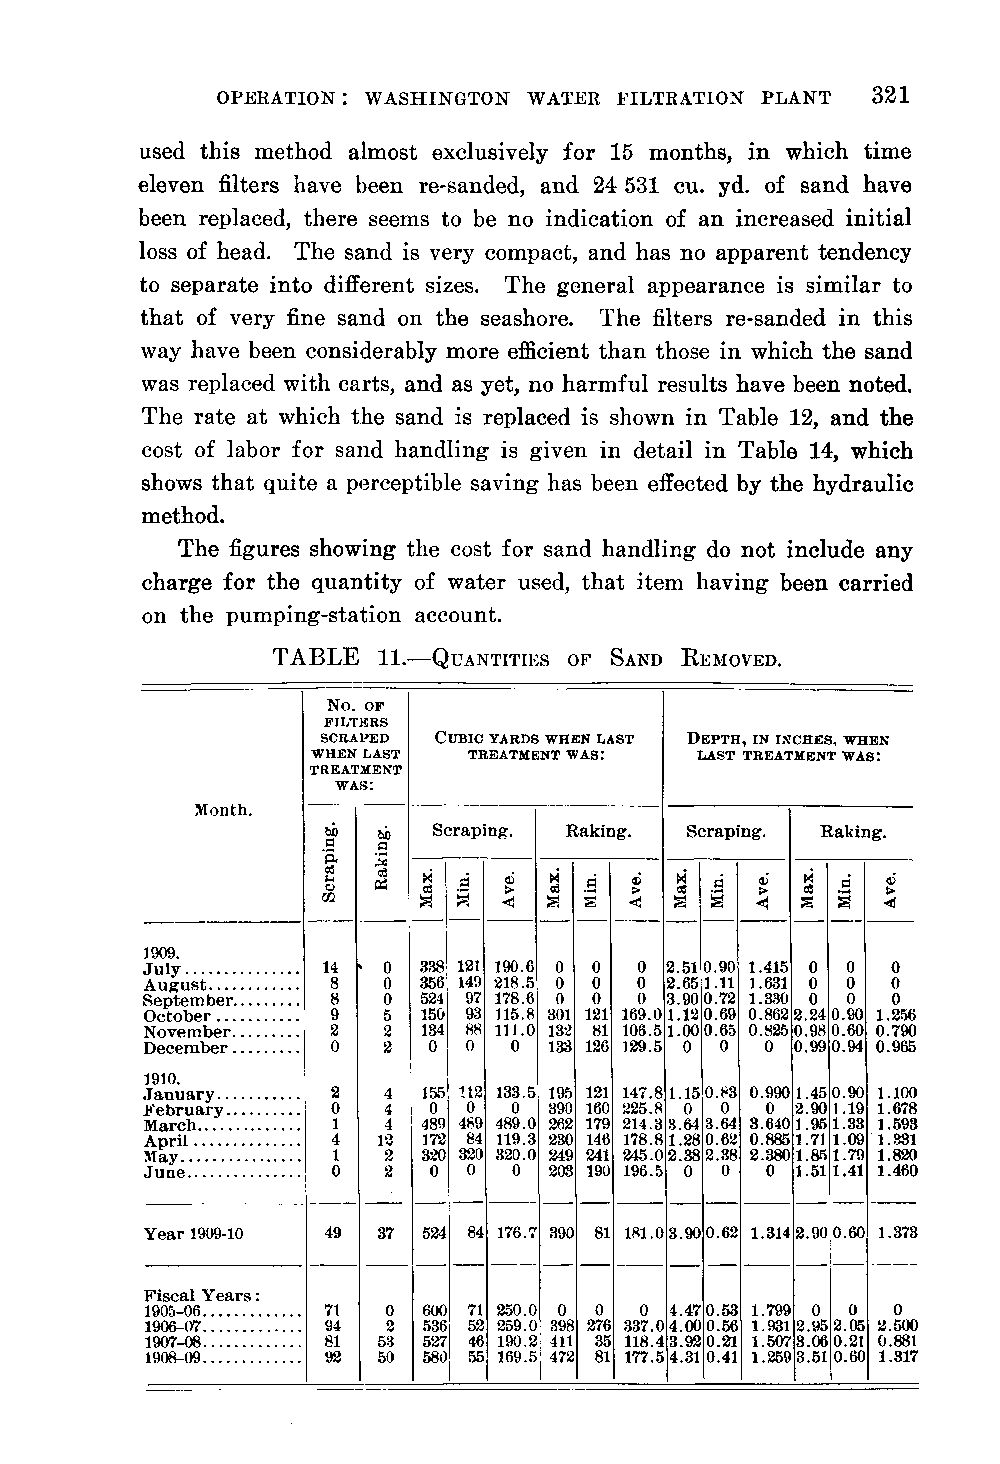 OPERATION: WASHINGTON WATER FILTRATION PLANT 321
used this method almost exclusively for 15 months, in which time
eleven filters have been re-sanded, and 24 531 cu. yd. of sand have
been replaced, there seems to be no indication of an increased initial
loss of head. The sand is very compact, and has no apparent tendency
to separate into different sizes. The general appearance is similar to
that of very fine sand on the seashore. The filters re-sanded in this
way have been considerably more efficient than those in which the sand
was replaced with carts, and as yet, no harmful results have been noted.
The rate at which the sand is replaced is shown in Table 12, and the
cost of labor for sand handling is given in detail in Table 14, which
shows that quite a perceptible saving has been effected by the hydraulic
method.
The figures showing the cost for sand handling do not include any
charge for the quantity of water used, that item having been carried
on the pumping-station account.
TABLE 11.—QUANTITIES OF SAND REMOVED.
Month.
NO. OF
FILTERS
SCRAPED
WHEN LAST
TREATMENT
WAS:
CUBIC YARDS WHEN LAST
TREATMENT WAS:
DEPTH, IN INCHES, WHEN
LAST TREATMENT WAS:
Scraping. Raking. Scraping. Raking. Scraping. Raking.
Max. Min. Ave. Max. Min. Ave. Max. Min. Ave. Max. Min. Ave.
1909.
July............... 14 0 338 121 190.6 0 0 0 2.51 0.90 1.415 0 0 0
August............ 8 0 356 149 218.5 0 0 0 2.65 1.11 1.631 0 0 0
September......... 8 0 524 97 178.6 0 0 0 3.90 0.72 1.330 0 0 0
October ........... 9 5 150 93 115.8 301 121 169.0 1.12 0.69 0.862 2.24 0.90 1.256
November......... 2 2 134 88 111.0 132 81 106.5 1.00 0.65 0.825 0.98 0.60 0.790
December ......... 0 2 0 0 0 133 126 129.5 0 0 0 0.99 0.94 0.965
1910.
January........... 2 4 155 112 133.5 195 121 147.8 1.15 0.83 0.990 1.45 0.90 1.100
February.......... 0 4 0 0 0 390 160 225.8 0 0 0 2.90 1.19 1.678
March............. 1 4 489 489 489.0 262 179 214.3 3.64 3.64 3.640 1.95 1.33 1.593
April.............. 4 12 172 84 119.3 230 146 178.8 1.28 0.62 0.885 1.71 1.09 1.331
May............... 1 2 320 320 320.0 249 241 245.0 2.38 2.38 2.380 1.85 1.79 1.820
June............... 0 2 0 0 0 203 190 196.5 0 0 0 1.51 1.41 1.460
Year 1909-10 49 37 524 84 176.7 390 81 181.0 3.90 0.62 1.314 2.90 0.60 1.373
Fiscal Years:
1905-06............. 71 0 600 71 250.0 0 0 0 4.47 0.53 1.799 0 0 0
1906-07............. 94 2 536 52 259.0 398 276 337.0 4.00 0.56 1.931 2.95 2.05 2.500
1907-08............. 81 53 527 46 190.2 411 35 118.4 3.92 0.21 1.507 3.06 0.21 0.881
1908-09............. 92 50 580 55 169.5 472 81 177.5 4.31 0.41 1.259 3.51 0.60 1.317